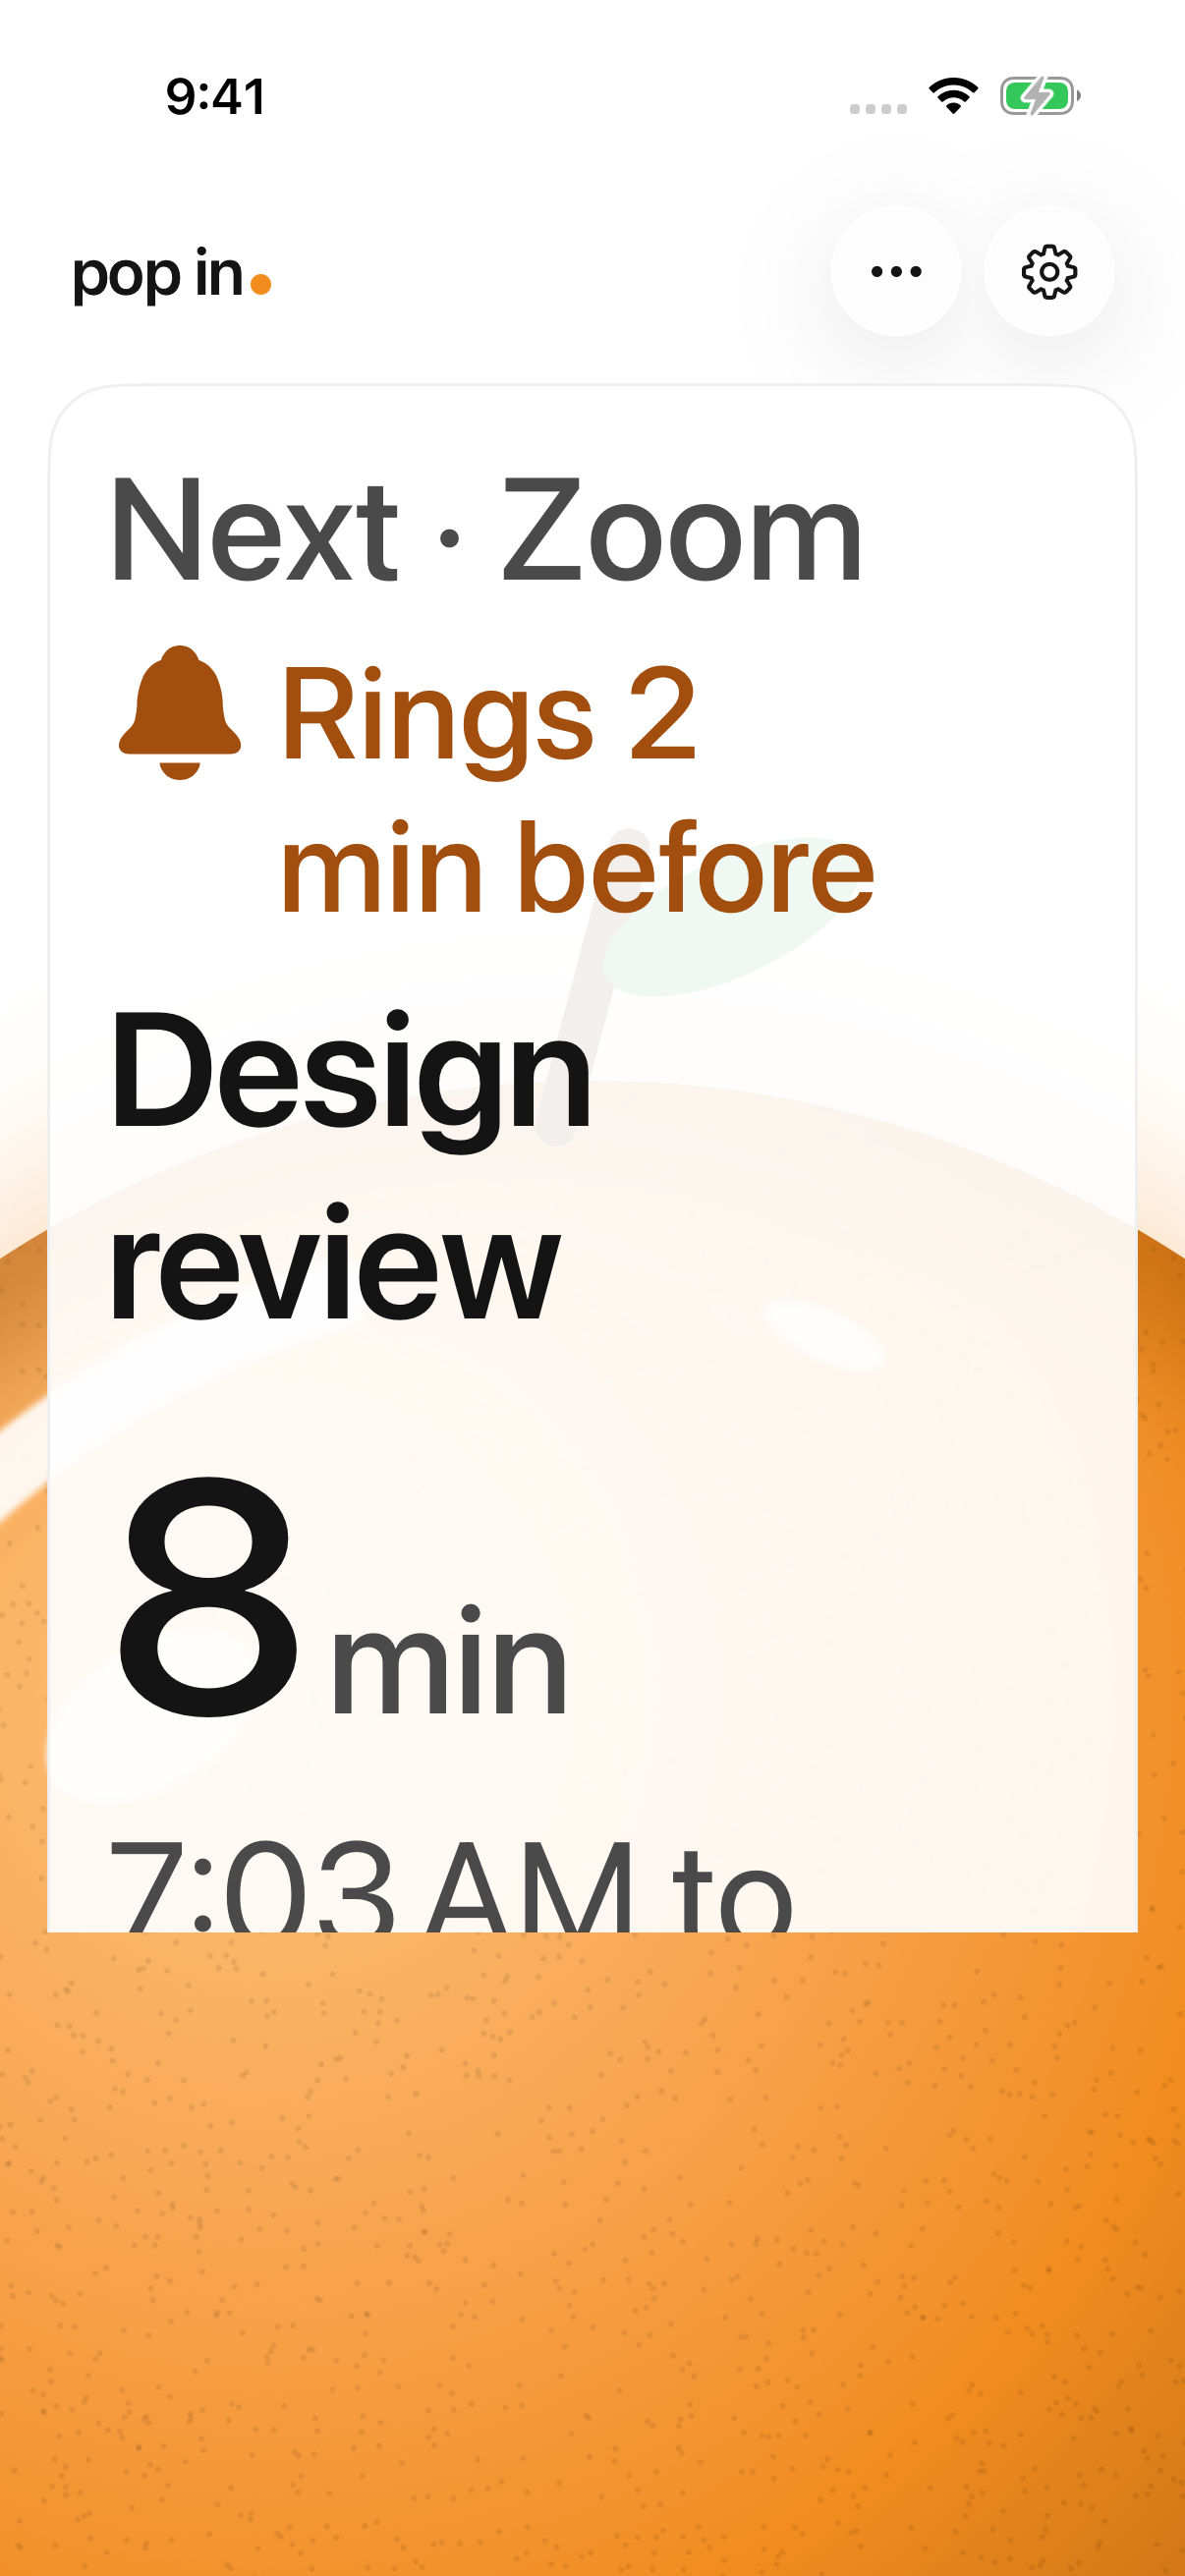 9:41
pop in
Next · Zoom
Rings 2
min before
Design
review
8 min
7:03 AM to